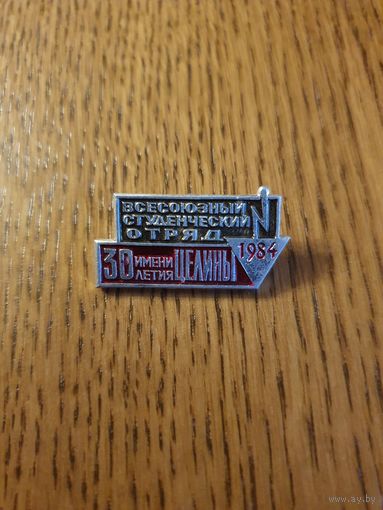 ВСЕСОЮЗНЫЙ
СТУДЕНЧЕСКИЙ
ОТРЯД
1984
30 ИМЕНИ ЛЕТИЯ ЦЕЛИНЫ
www.ay.by